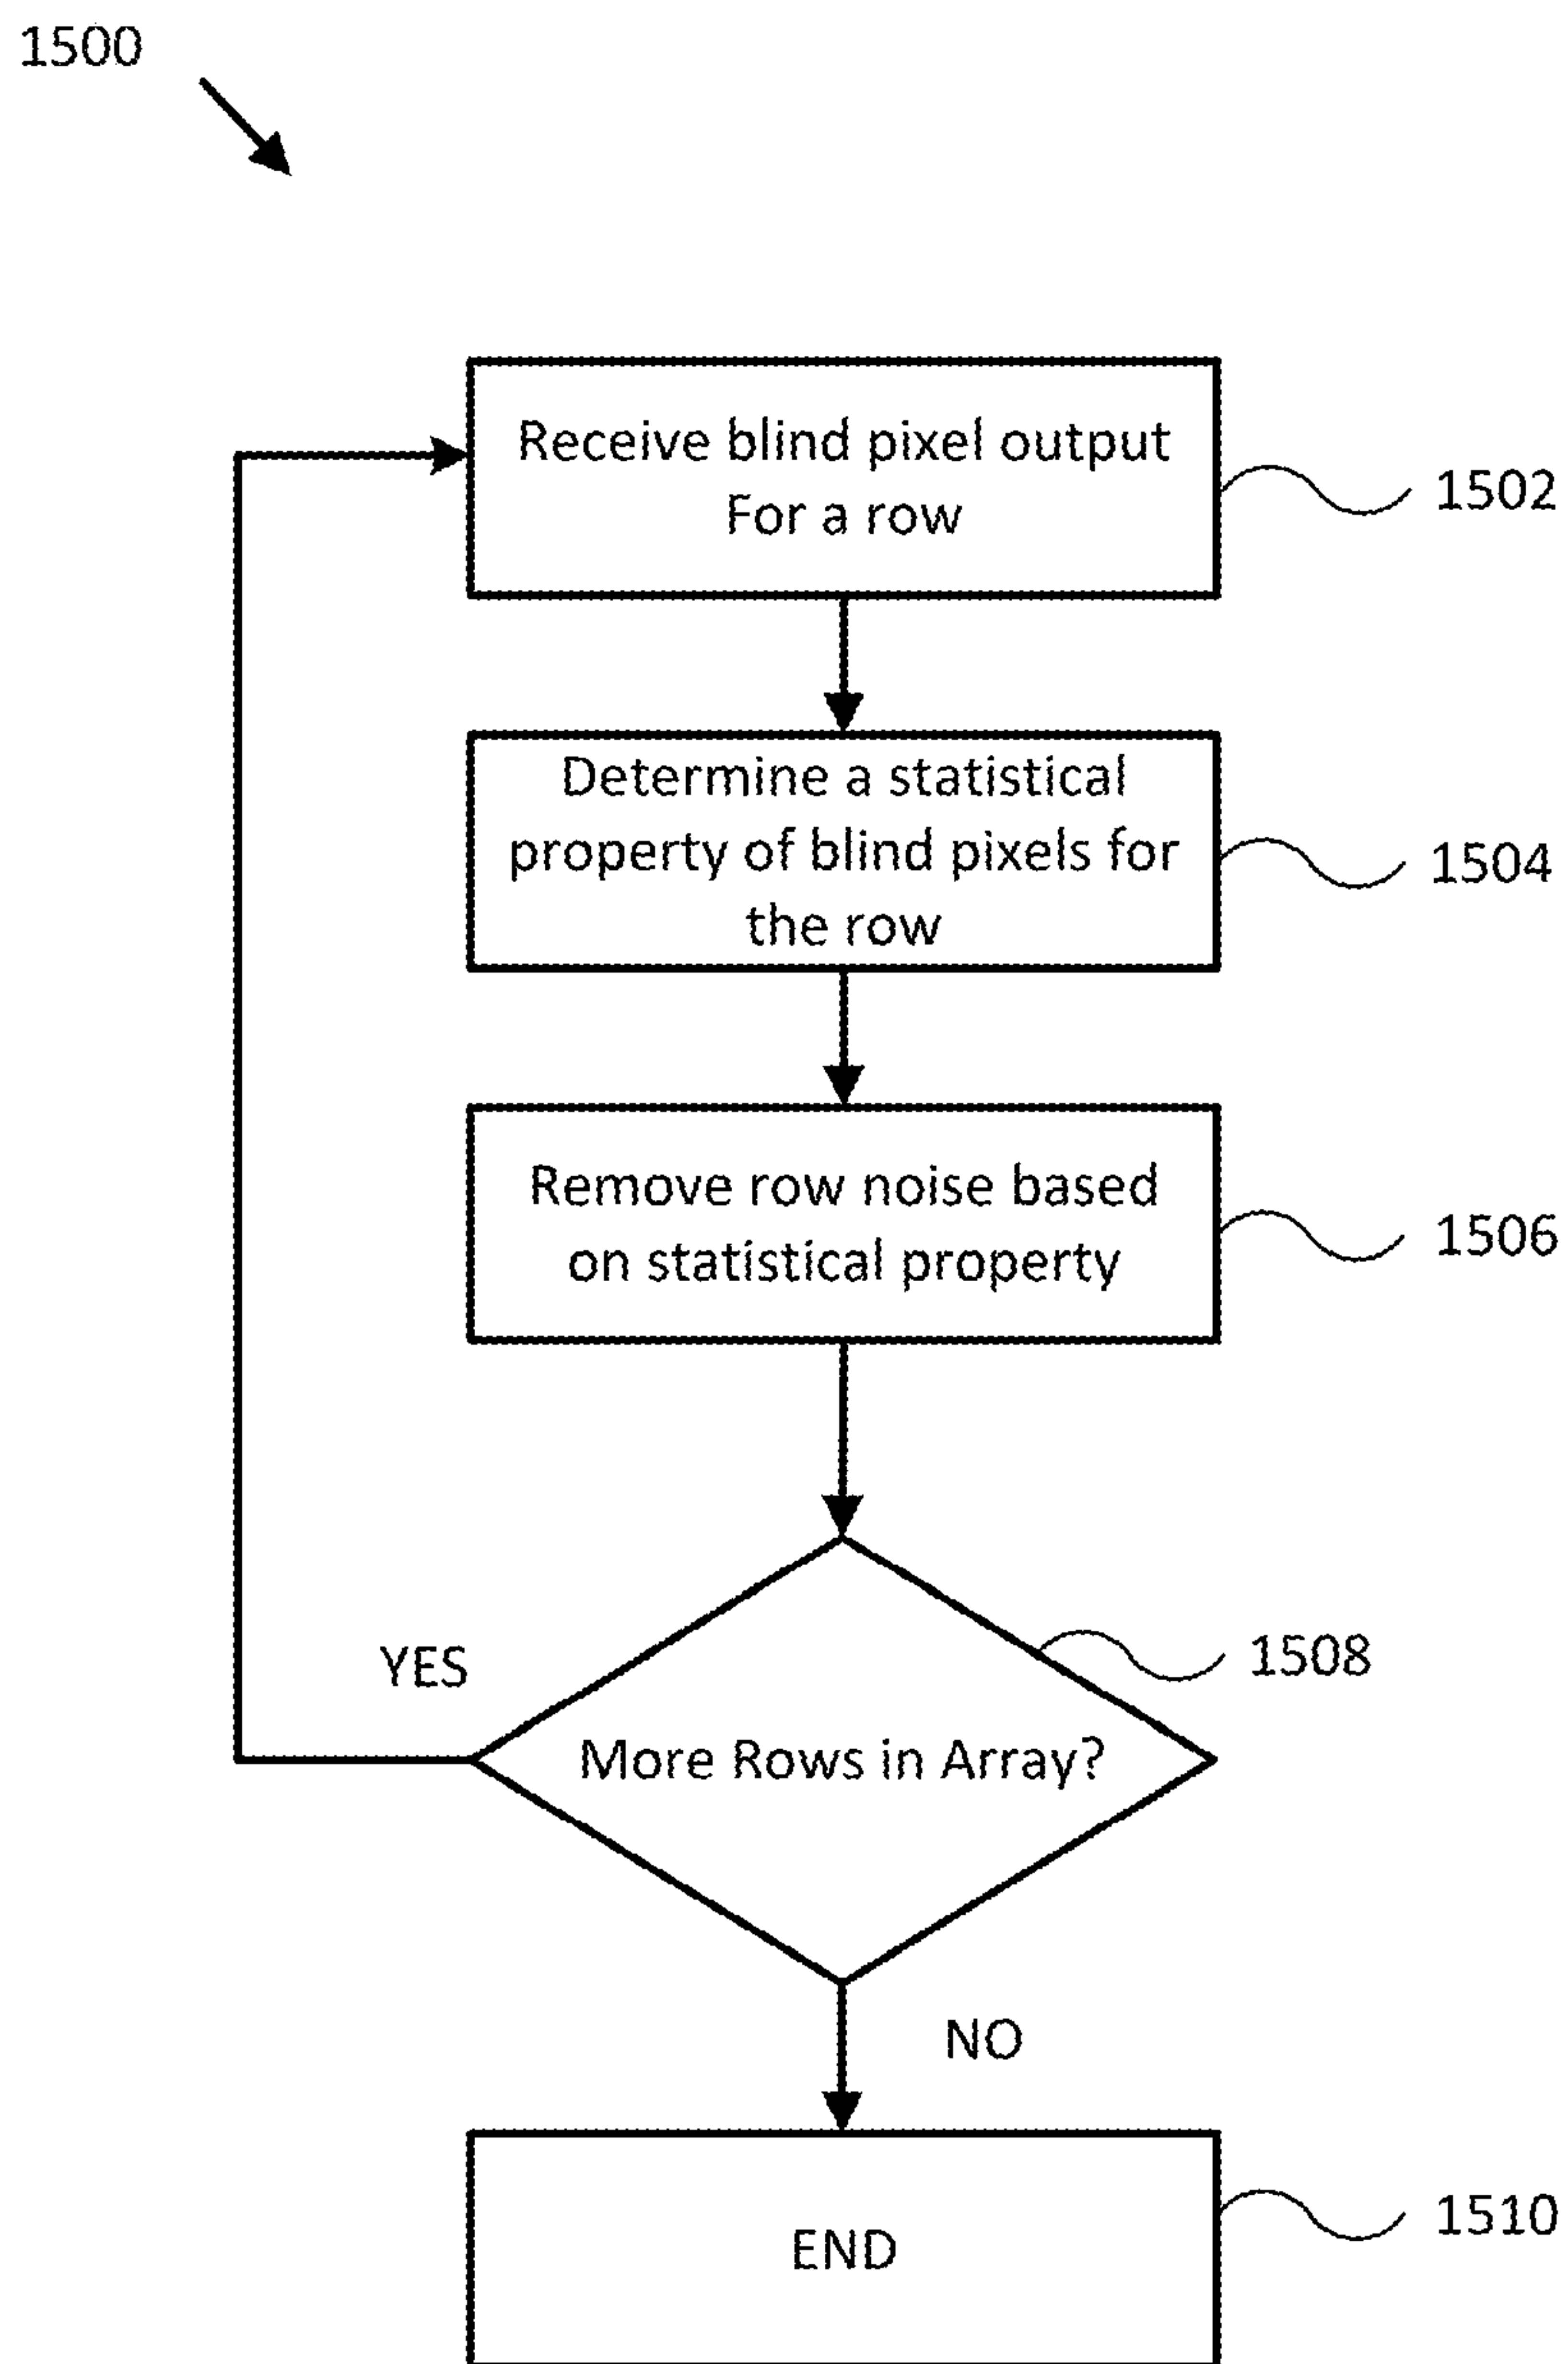 1500
Receive blind pixel output
For a row
1502
Determine a statistical
property of blind pixels for
the row
1504
Remove row noise based
on statistical property
1506
YES
1508
More Rows in Array?
NO
END
1510